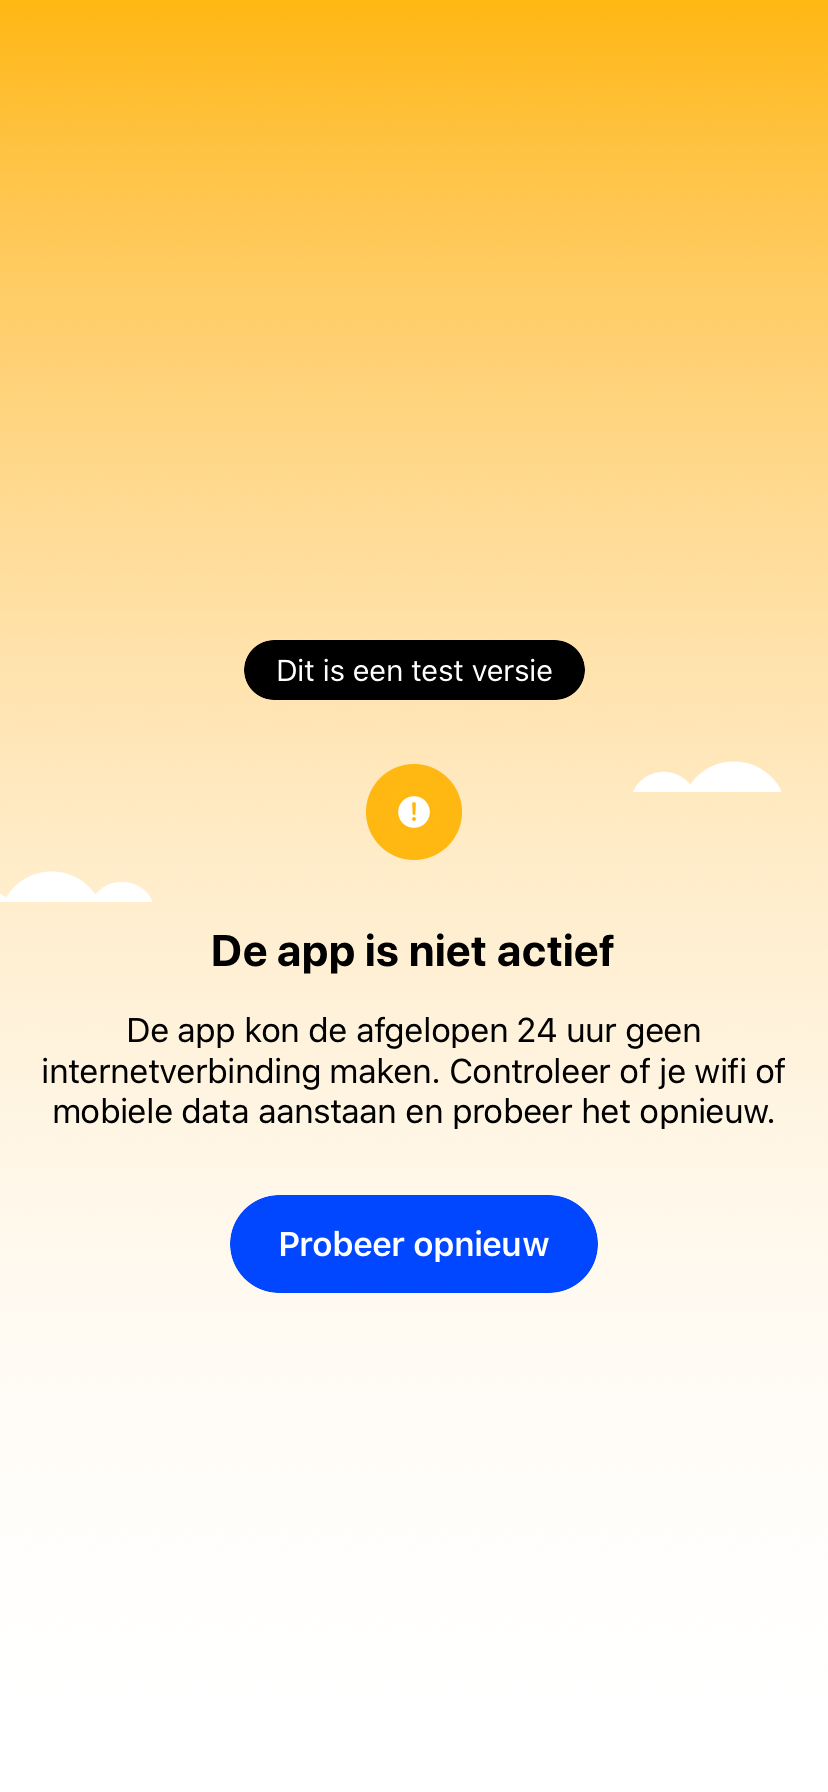 Dit is een test versie
De app is niet actief
De app kon de afgelopen 24 uur geen
internetverbinding maken. Controleer of je wifi of
mobiele data aanstaan en probeer het opnieuw.
Probeer opnieuw